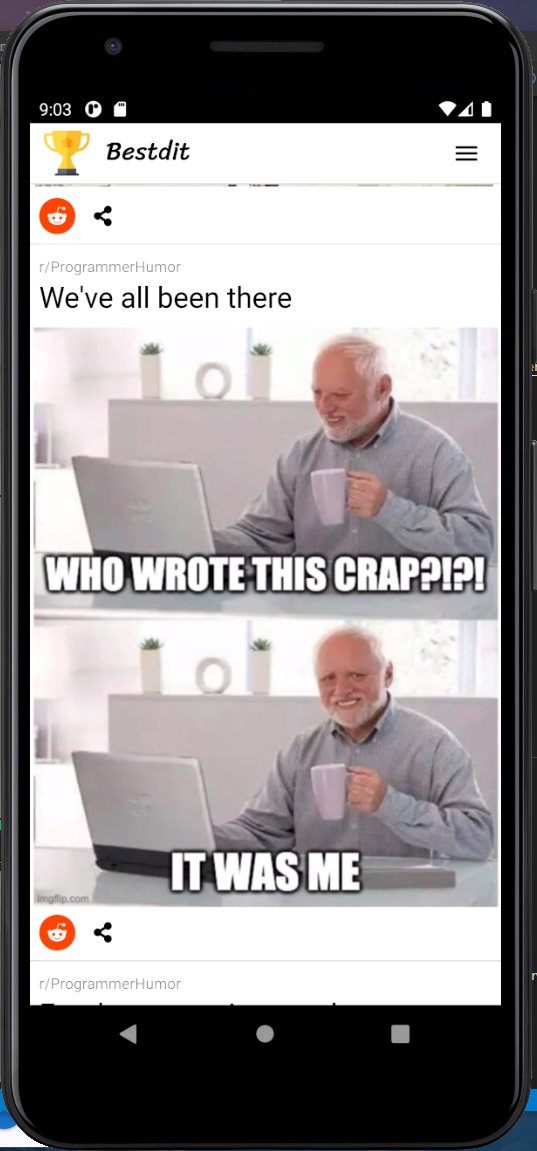 9:03
Bestdit
r/ProgrammerHumor
We've all been there
WHO WROTE THIS CRAP?!?!
IT WAS ME
imgflip.com
r/ProgrammerHumor